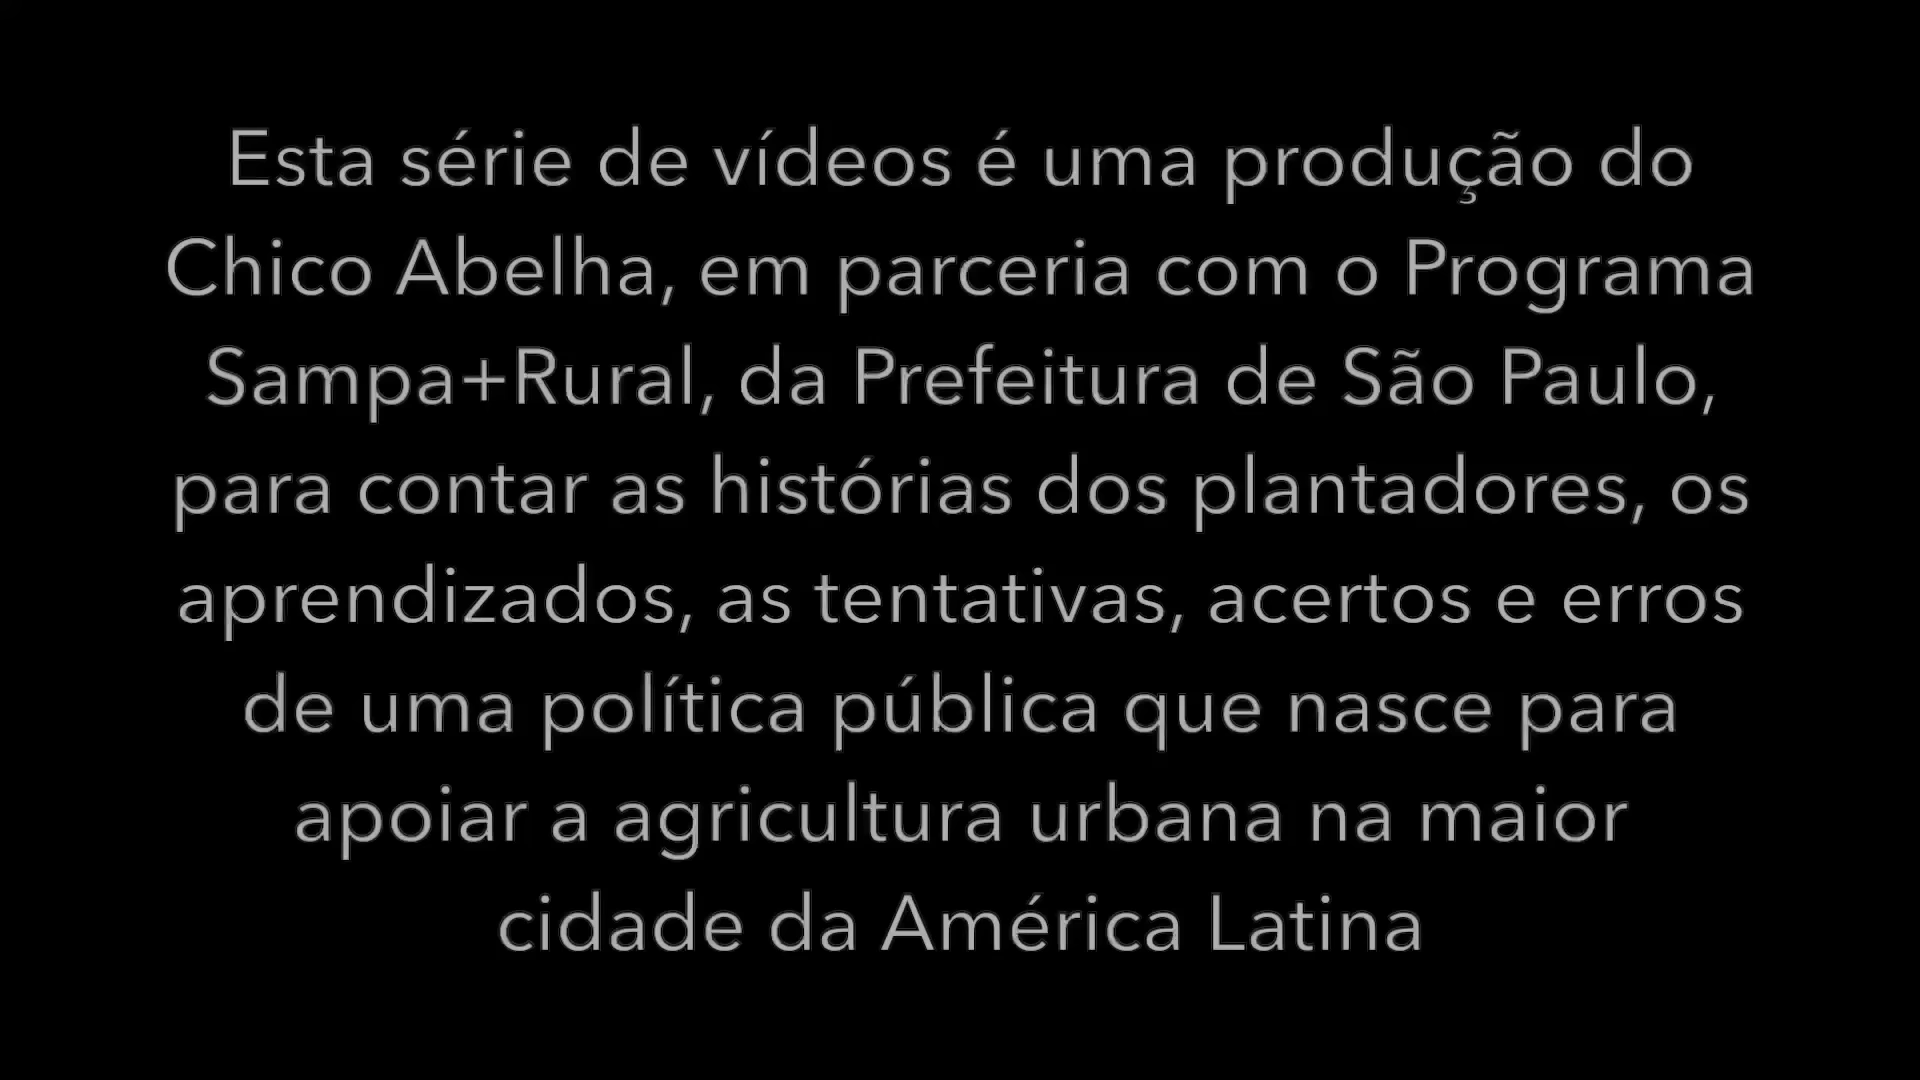 Esta série de vídeos é uma produção do
Chico Abelha, em parceria com o Programa
Sampa+Rural, da Prefeitura de São Paulo,
para contar as histórias dos plantadores, os
aprendizados, as tentativas, acertos e erros
de uma política pública que nasce para
apoiar a agricultura urbana na maior
cidade da América Latina